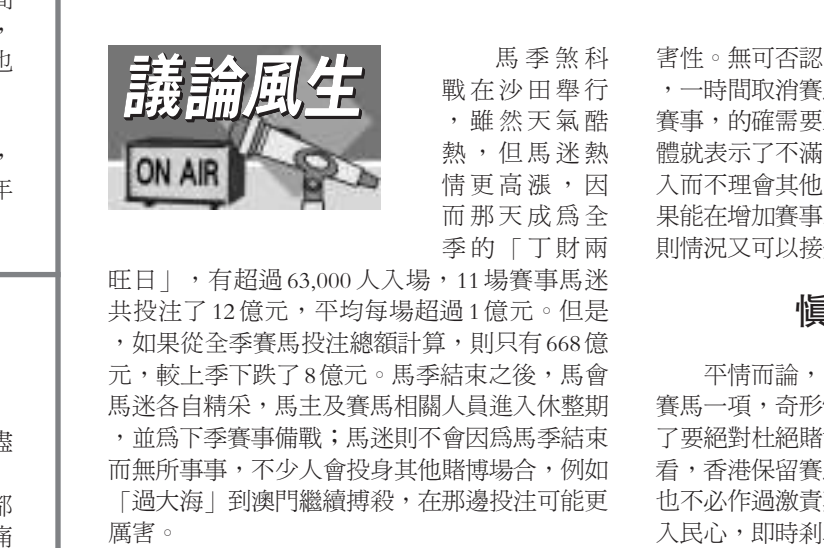 間
，
也
，
年
盡
都
痛
議論風生
ON AIR
馬季煞科
戰在沙田舉行
，雖然天氣酷
熱，但馬迷熱
情更高漲，因
而那天成爲全
季的「丁財兩
旺日」，有超過63,000人入場，11場賽事馬迷
共投注了12億元，平均每場超過1億元。但是
，如果從全季賽馬投注總額計算，則只有668億
元，較上季下跌了8億元。馬季結束之後，馬會
馬迷各自精采，馬主及賽馬相關人員進入休整期
，並爲下季賽事備戰；馬迷則不會因爲馬季結束
而無所事事，不少人會投身其他賭博場合，例如
「過大海」到澳門繼續搏殺，在那邊投注可能更
厲害。
害性。無可否認
，一時間取消賽
賽事，的確需要
體就表示了不滿
入而不理會其他
果能在增加賽事
則情況又可以接
慎
平情而論，
賽馬一項，奇形
了要絕對杜絕賭
看，香港保留賽
也不必作過激責
入民心，即時剎